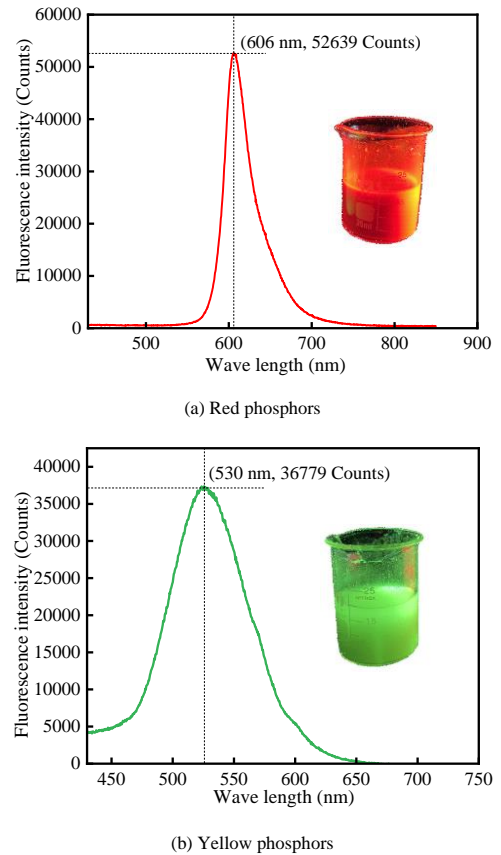 (606 nm, 52639 Counts)
60000
50000
40000
30000
20000
10000
0
Fluorescence intensity (Counts)
500 600 700 800 900
Wave length (nm)
(a) Red phosphors
(530 nm, 36779 Counts)
40000
35000
30000
25000
20000
15000
10000
5000
0
Fluorescence intensity (Counts)
450 500 550 600 650 700 750
Wave length (nm)
(b) Yellow phosphors